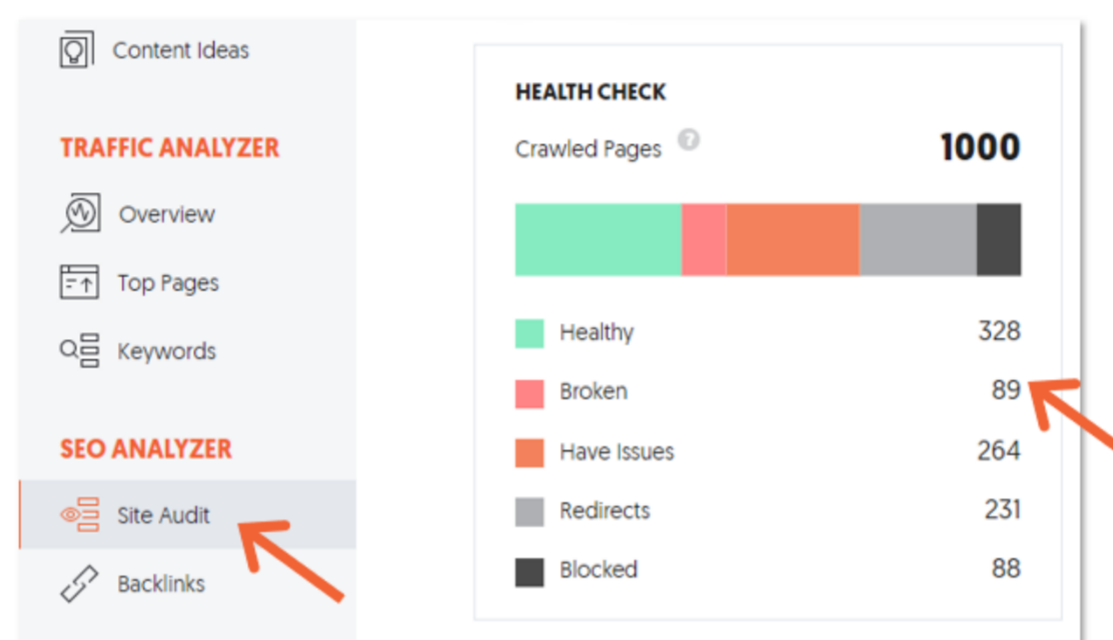 Content Ideas
TRAFFIC ANALYZER
Overview
Top Pages
Keywords
SEO ANALYZER
Site Audit
Backlinks
HEALTH CHECK
Crawled Pages ? 1000
Healthy 328
Broken 89
Have Issues 264
Redirects 231
Blocked 88